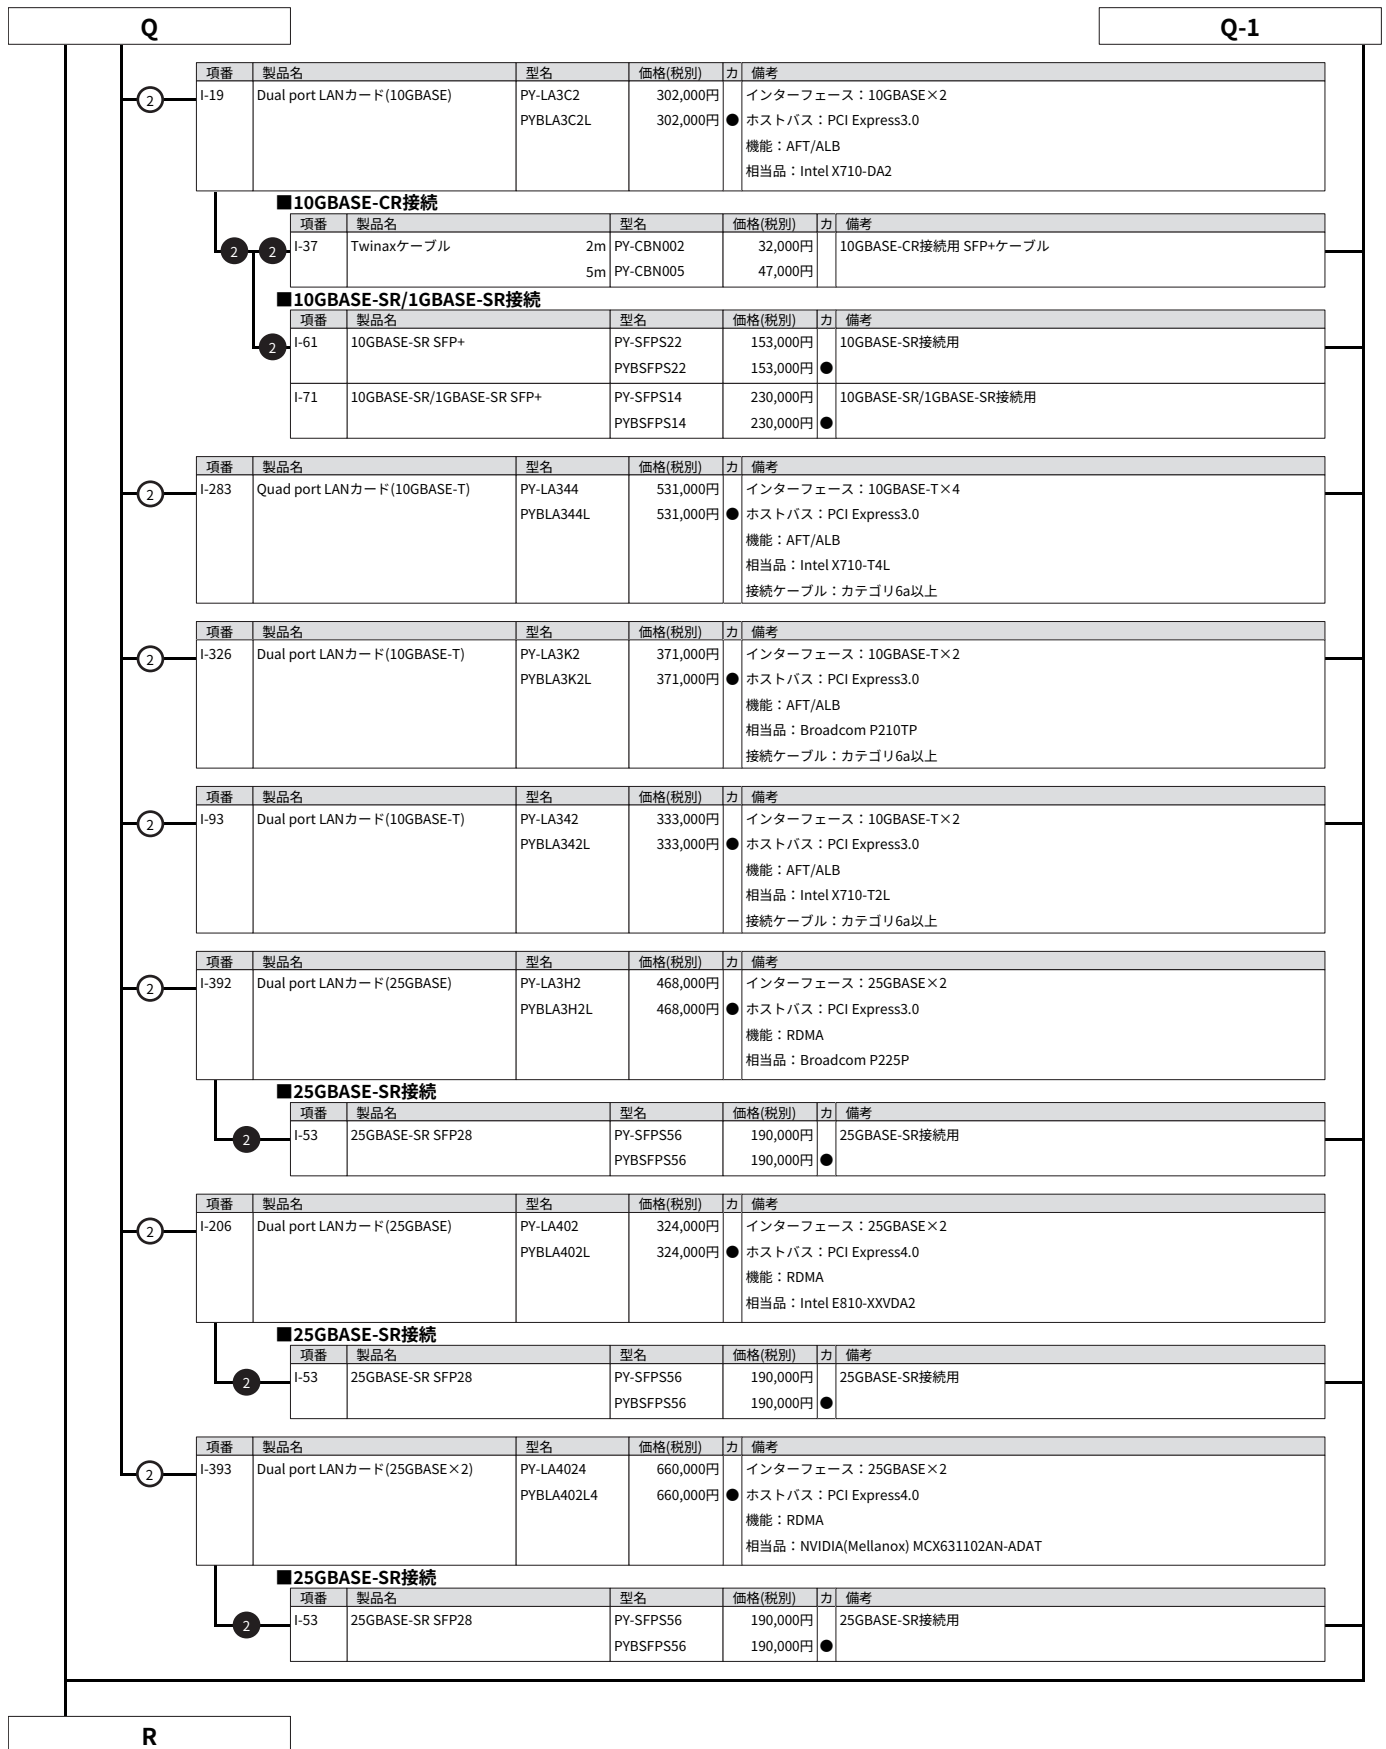 Q
Q-1
項番 製品名 型名 価格(税別) カ 備考
2 I-19 Dual port LANカード(10GBASE) PY-LA3C2 302,000円 インターフェース：10GBASE×2
PYBLA3C2L 302,000円 ● ホストバス：PCI Express3.0
機能：AFT/ALB
相当品：Intel X710-DA2
■10GBASE-CR接続
項番 製品名 型名 価格(税別) カ 備考
2 2 I-37 Twinaxケーブル 2m PY-CBN002 32,000円 10GBASE-CR接続用 SFP+ケーブル
5m PY-CBN005 47,000円
■10GBASE-SR/1GBASE-SR接続
項番 製品名 型名 価格(税別) カ 備考
2 I-61 10GBASE-SR SFP+ PY-SFPS22 153,000円 10GBASE-SR接続用
PYBSFPS22 153,000円 ●
I-71 10GBASE-SR/1GBASE-SR SFP+ PY-SFPS14 230,000円 10GBASE-SR/1GBASE-SR接続用
PYBSFPS14 230,000円 ●
項番 製品名 型名 価格(税別) カ 備考
2 I-283 Quad port LANカード(10GBASE-T) PY-LA344 531,000円 インターフェース：10GBASE-T×4
PYBLA344L 531,000円 ● ホストバス：PCI Express3.0
機能：AFT/ALB
相当品：Intel X710-T4L
接続ケーブル：カテゴリ6a以上
項番 製品名 型名 価格(税別) カ 備考
2 I-326 Dual port LANカード(10GBASE-T) PY-LA3K2 371,000円 インターフェース：10GBASE-T×2
PYBLA3K2L 371,000円 ● ホストバス：PCI Express3.0
機能：AFT/ALB
相当品：Broadcom P210TP
接続ケーブル：カテゴリ6a以上
項番 製品名 型名 価格(税別) カ 備考
2 I-93 Dual port LANカード(10GBASE-T) PY-LA342 333,000円 インターフェース：10GBASE-T×2
PYBLA342L 333,000円 ● ホストバス：PCI Express3.0
機能：AFT/ALB
相当品：Intel X710-T2L
接続ケーブル：カテゴリ6a以上
項番 製品名 型名 価格(税別) カ 備考
2 I-392 Dual port LANカード(25GBASE) PY-LA3H2 468,000円 インターフェース：25GBASE×2
PYBLA3H2L 468,000円 ● ホストバス：PCI Express3.0
機能：RDMA
相当品：Broadcom P225P
■25GBASE-SR接続
項番 製品名 型名 価格(税別) カ 備考
2 I-53 25GBASE-SR SFP28 PY-SFPS56 190,000円 25GBASE-SR接続用
PYBSFPS56 190,000円 ●
項番 製品名 型名 価格(税別) カ 備考
2 I-206 Dual port LANカード(25GBASE) PY-LA402 324,000円 インターフェース：25GBASE×2
PYBLA402L 324,000円 ● ホストバス：PCI Express4.0
機能：RDMA
相当品：Intel E810-XXVDA2
■25GBASE-SR接続
項番 製品名 型名 価格(税別) カ 備考
2 I-53 25GBASE-SR SFP28 PY-SFPS56 190,000円 25GBASE-SR接続用
PYBSFPS56 190,000円 ●
項番 製品名 型名 価格(税別) カ 備考
2 I-393 Dual port LANカード(25GBASE×2) PY-LA4024 660,000円 インターフェース：25GBASE×2
PYBLA402L4 660,000円 ● ホストバス：PCI Express4.0
機能：RDMA
相当品：NVIDIA(Mellanox) MCX631102AN-ADAT
■25GBASE-SR接続
項番 製品名 型名 価格(税別) カ 備考
2 I-53 25GBASE-SR SFP28 PY-SFPS56 190,000円 25GBASE-SR接続用
PYBSFPS56 190,000円 ●
R